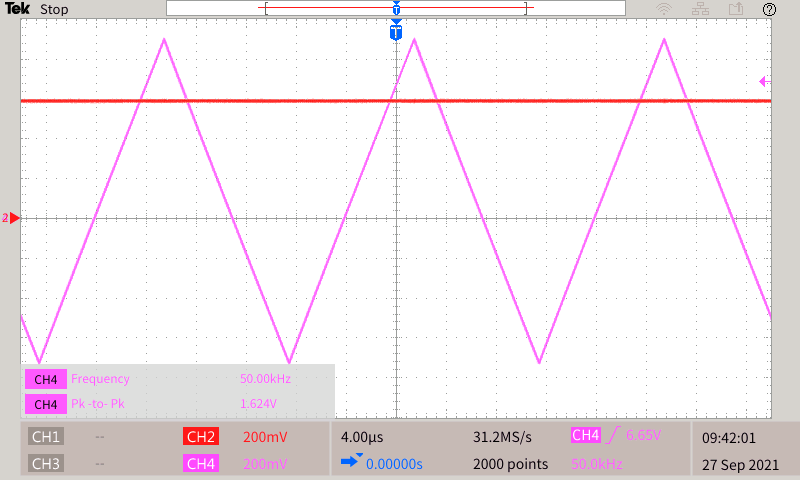 Tek Stop
T
T
?
2
CH4 Frequency 50.00kHz
CH4 Pk -to- Pk 1.624V
CH1 -- CH2 200mV 4.00µs 31.2MS/s CH4 6.65V 09:42:01
CH3 -- CH4 200mV 0.00000s 2000 points 50.0kHz 27 Sep 2021